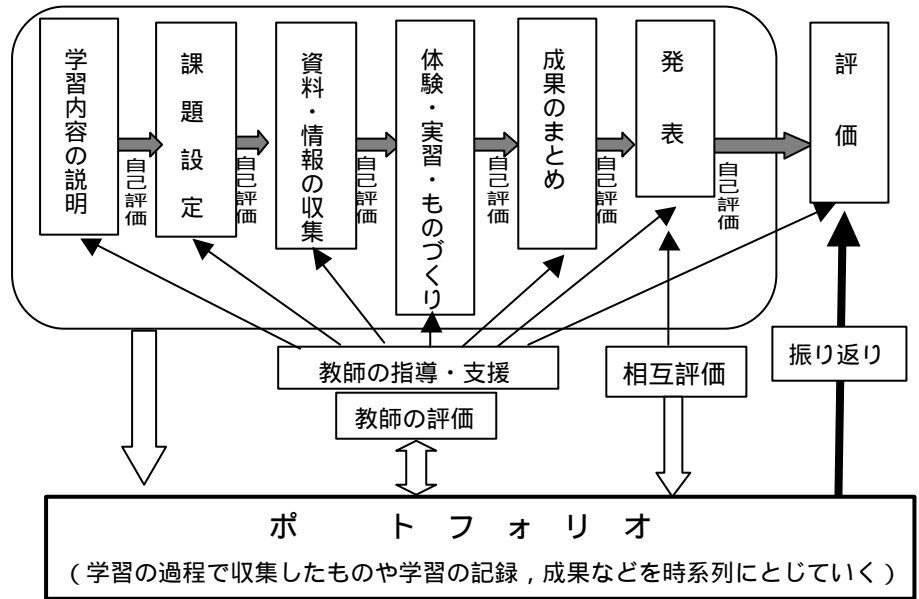 学習内容の説明
自己評価
課題設定
自己評価
資料・情報の収集
自己評価
体験・実習・ものづくり
自己評価
成果のまとめ
自己評価
発表
自己評価
評価
教師の指導・支援
教師の評価
相互評価
振り返り
ポートフォリオ
(学習の過程で収集したものや学習の記録,成果などを時系列にとじていく)